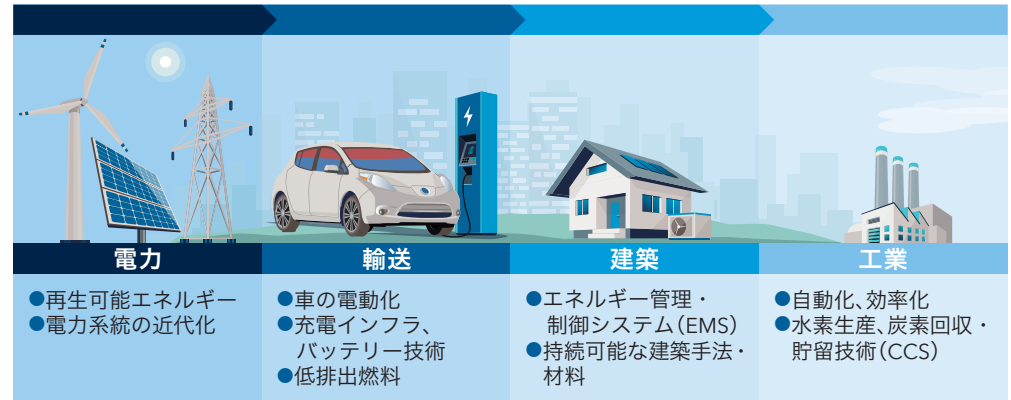 電力
●再生可能エネルギー
●電力系統の近代化
輸送
●車の電動化
●充電インフラ、
バッテリー技術
●低排出燃料
建築
●エネルギー管理・
制御システム（EMS）
●持続可能な建築手法・
材料
工業
●自動化、効率化
●水素生産、炭素回収・
貯留技術（CCS）